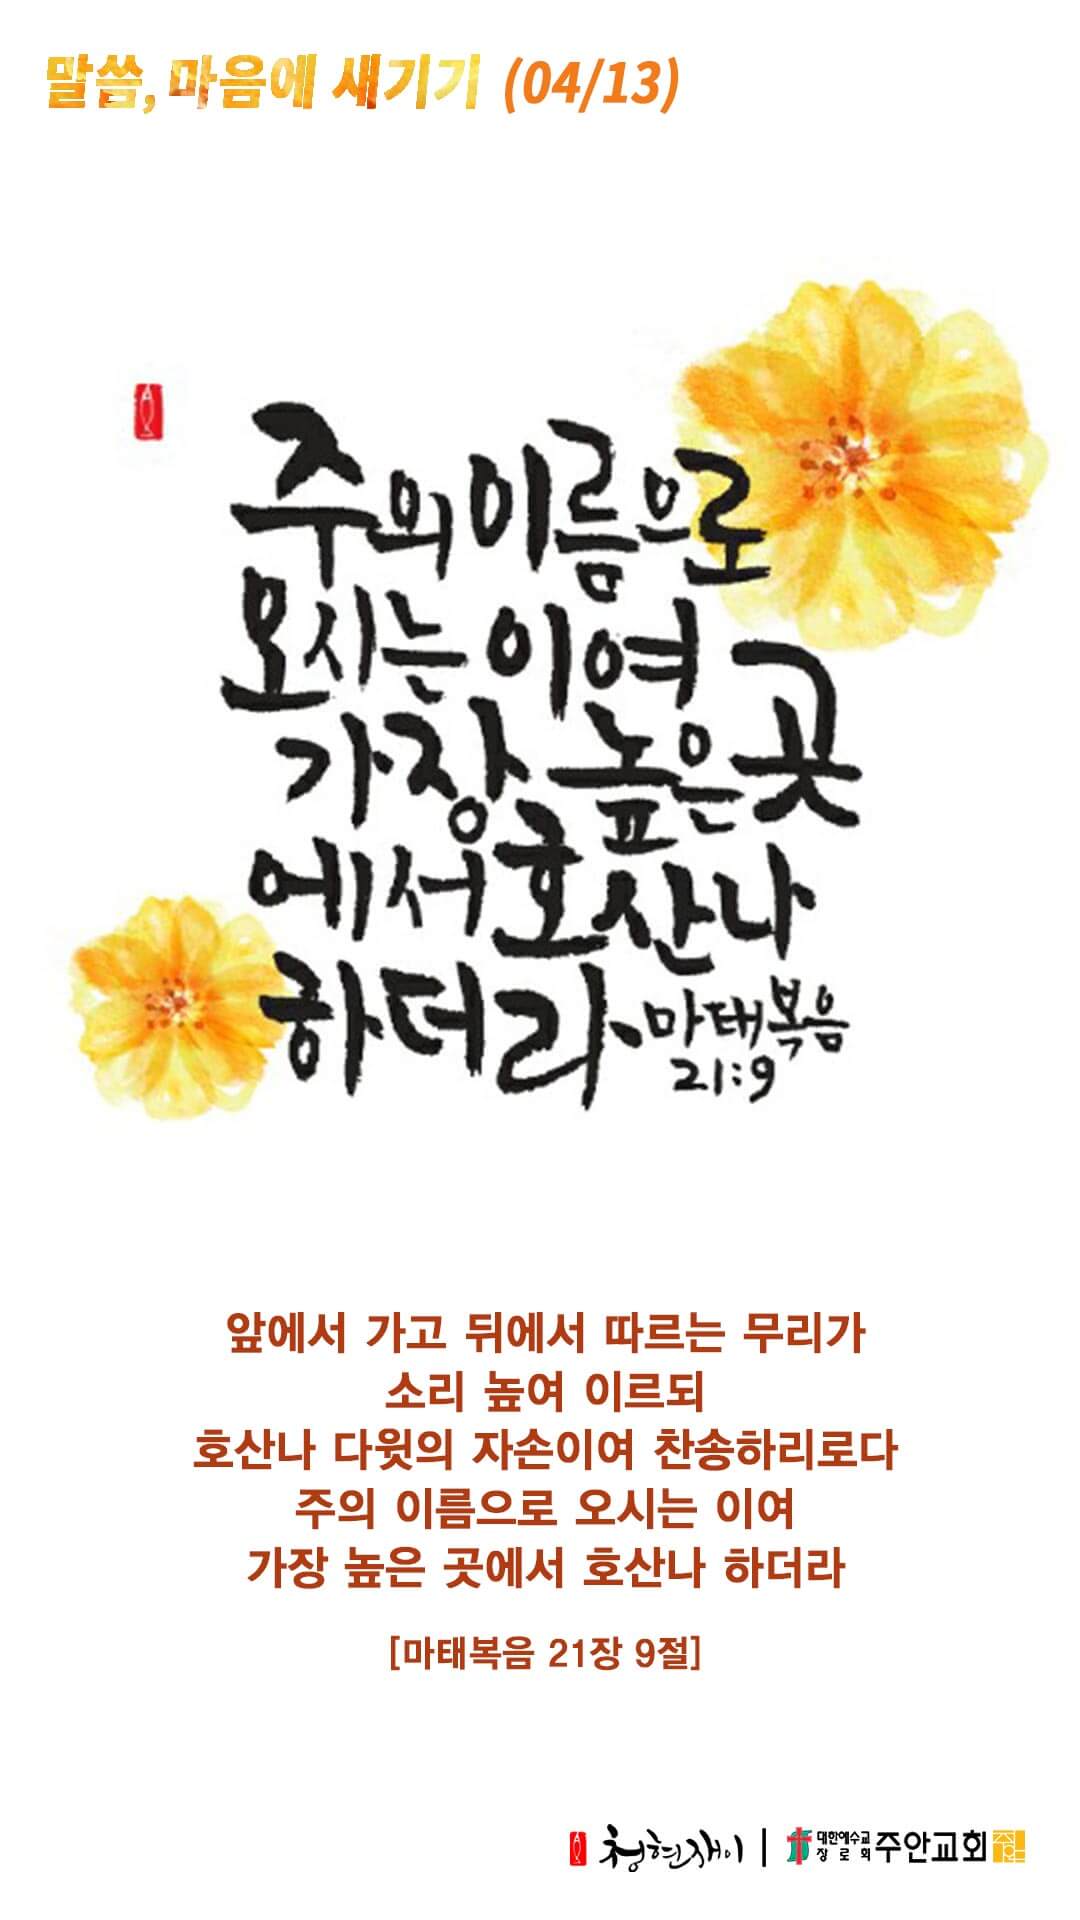 말씀, 마음에 새기기 (04/13)
주의 이름으로
오시는 이여
가장 높은 곳
에서 호산나
하더라. 마태복음
21:9
앞에서 가고 뒤에서 따르는 무리가
소리 높여 이르되
호산나 다윗의 자손이여 찬송하리로다
주의 이름으로 오시는 이여
가장 높은 곳에서 호산나 하더라
[마태복음 21장 9절]
청현재이 | 대한예수교
장로회 주안교회